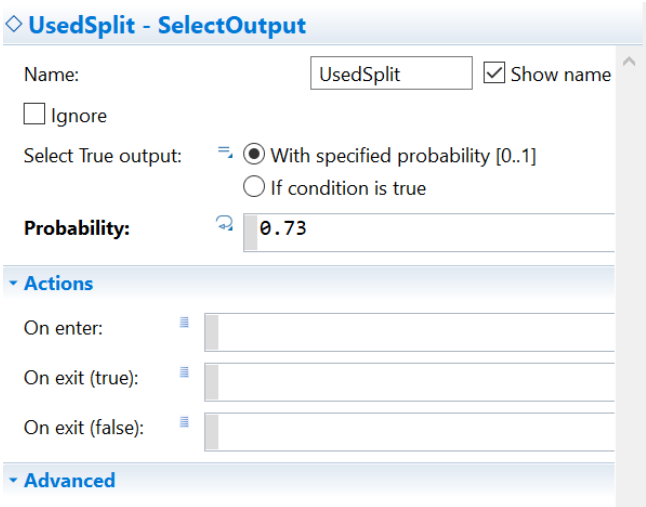 UsedSplit - SelectOutput
Name: UsedSplit Show name
Ignore
Select True output: With specified probability [0..1]
If condition is true
Probability: 0.73
Actions
On enter:
On exit (true):
On exit (false):
Advanced